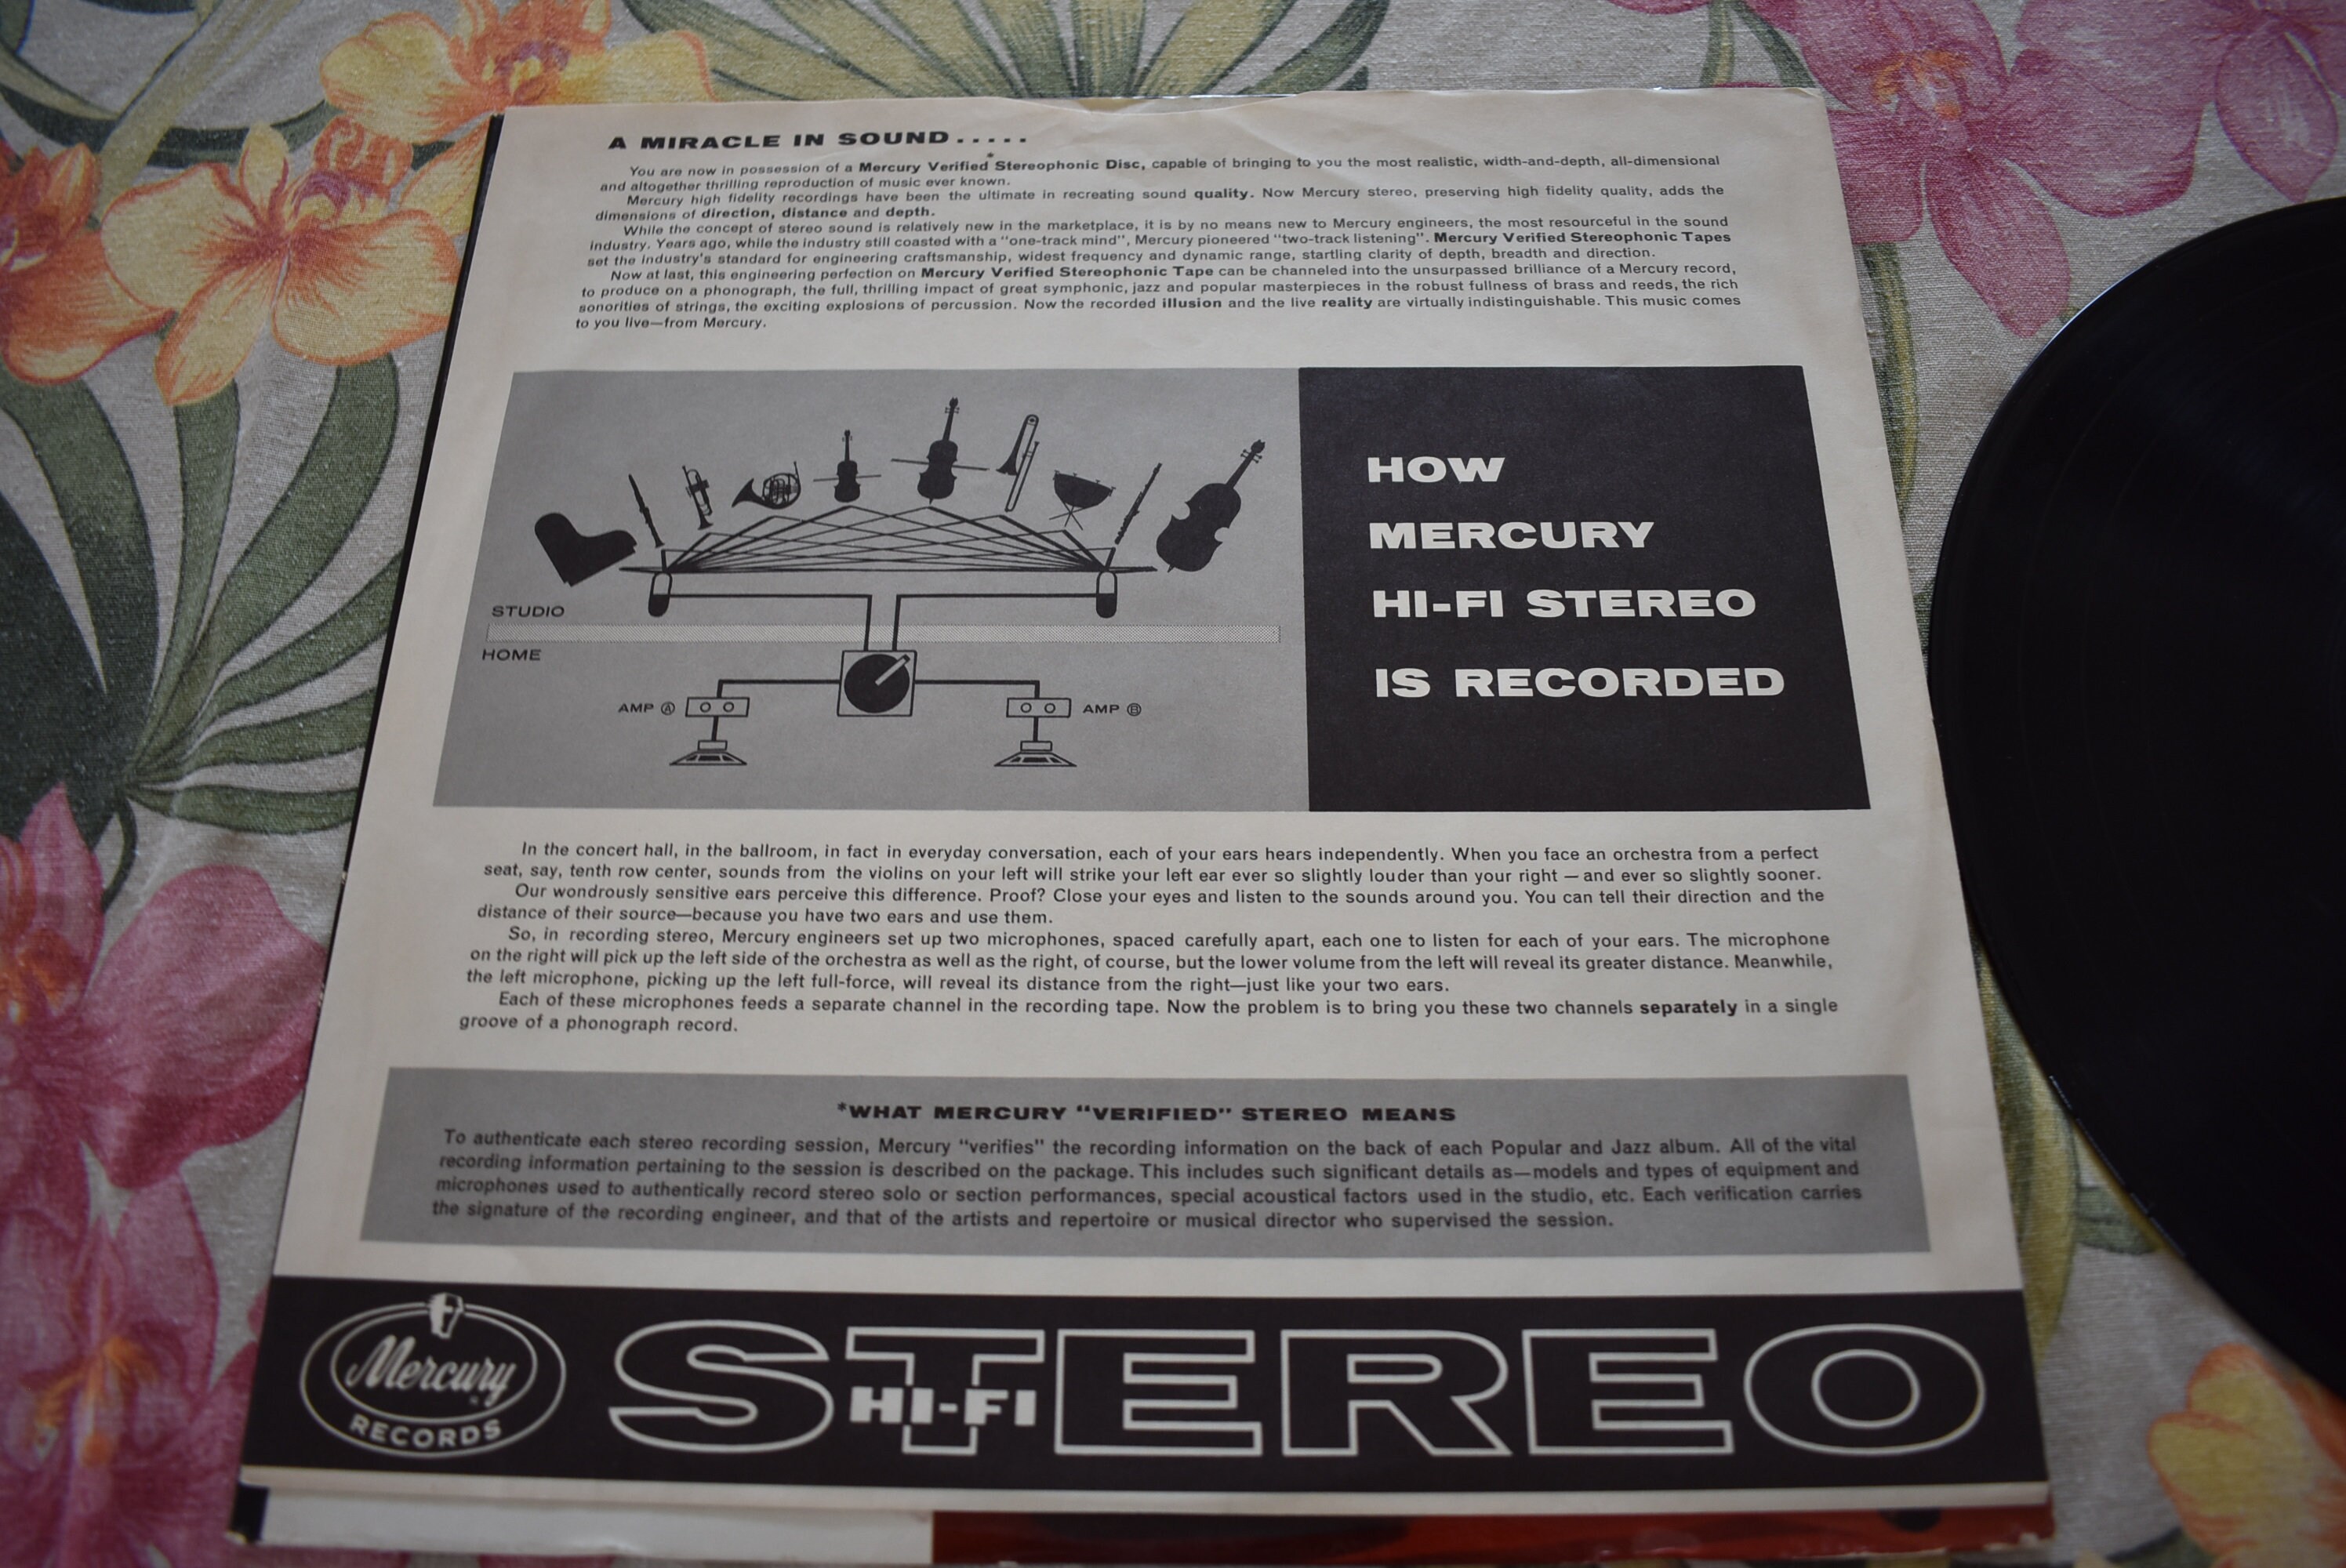 A MIRACLE IN SOUND.....
You are now in possession of a Mercury Verified* Stereophonic Disc, capable of bringing to you the most realistic, width-and-depth, all-dimensional
and altogether thrilling reproduction of music ever known.
Mercury high fidelity recordings have been the ultimate in recreating sound quality. Now Mercury stereo, preserving high fidelity quality, adds the
dimensions of direction, distance and depth.
While the concept of stereo sound is relatively new in the marketplace, it is by no means new to Mercury engineers, the most resourceful in the sound
industry. Years ago, while the industry still coasted with a "one-track mind", Mercury pioneered "two-track listening". Mercury Verified Stereophonic Tapes
set the industry's standard for engineering craftsmanship, widest frequency and dynamic range, startling clarity of depth, breadth and direction.
Now at last, this engineering perfection on Mercury Verified Stereophonic Tape can be channeled into the unsurpassed brilliance of a Mercury record,
to produce on a phonograph, the full, thrilling impact of great symphonic, jazz and popular masterpieces in the robust fullness of brass and reeds, the rich
sonorities of strings, the exciting explosions of percussion. Now the recorded illusion and the live reality are virtually indistinguishable. This music comes
to you live—from Mercury.
STUDIO
HOME
AMP Ⓐ
AMP Ⓑ
HOW
MERCURY
HI-FI STEREO
IS RECORDED
In the concert hall, in the ballroom, in fact in everyday conversation, each of your ears hears independently. When you face an orchestra from a perfect
seat, say, tenth row center, sounds from the violins on your left will strike your left ear ever so slightly louder than your right — and ever so slightly sooner.
Our wondrously sensitive ears perceive this difference. Proof? Close your eyes and listen to the sounds around you. You can tell their direction and the
distance of their source—because you have two ears and use them.
So, in recording stereo, Mercury engineers set up two microphones, spaced carefully apart, each one to listen for each of your ears. The microphone
on the right will pick up the left side of the orchestra as well as the right, of course, but the lower volume from the left will reveal its greater distance. Meanwhile,
the left microphone, picking up the left full-force, will reveal its distance from the right—just like your two ears.
Each of these microphones feeds a separate channel in the recording tape. Now the problem is to bring you these two channels separately in a single
groove of a phonograph record.
*WHAT MERCURY "VERIFIED" STEREO MEANS
To authenticate each stereo recording session, Mercury "verifies" the recording information on the back of each Popular and Jazz album. All of the vital
recording information pertaining to the session is described on the package. This includes such significant details as—models and types of equipment and
microphones used to authentically record stereo solo or section performances, special acoustical factors used in the studio, etc. Each verification carries
the signature of the recording engineer, and that of the artists and repertoire or musical director who supervised the session.
Mercury
RECORDS
STEREO
HI-FI